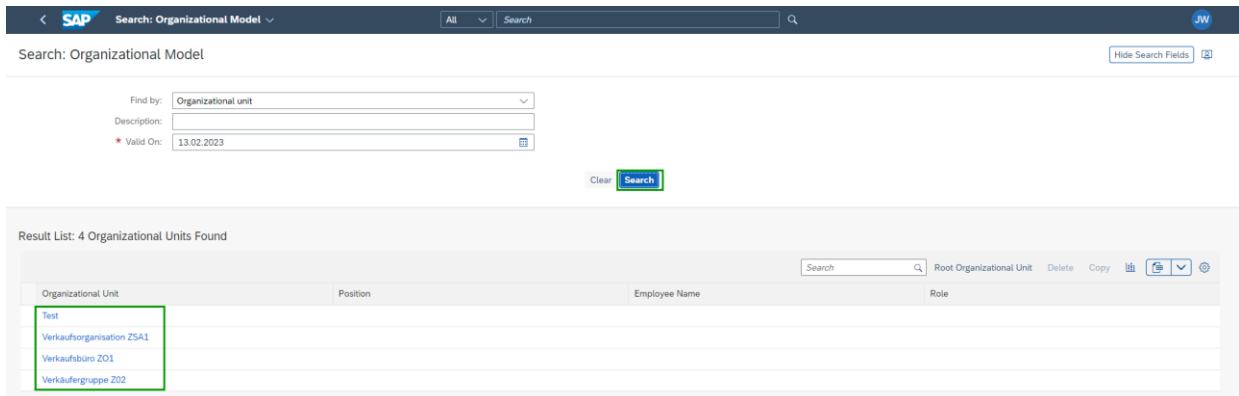 SAP Search: Organizational Model All Search JW
Search: Organizational Model Hide Search Fields
Find by: Organizational unit
Description:
* Valid On: 13.02.2023
Clear Search
Result List: 4 Organizational Units Found
Search Root Organizational Unit Delete Copy
Organizational Unit Position Employee Name Role
Test
Verkaufsorganisation ZSA1
Verkaufsbüro ZO1
Verkäufergruppe Z02